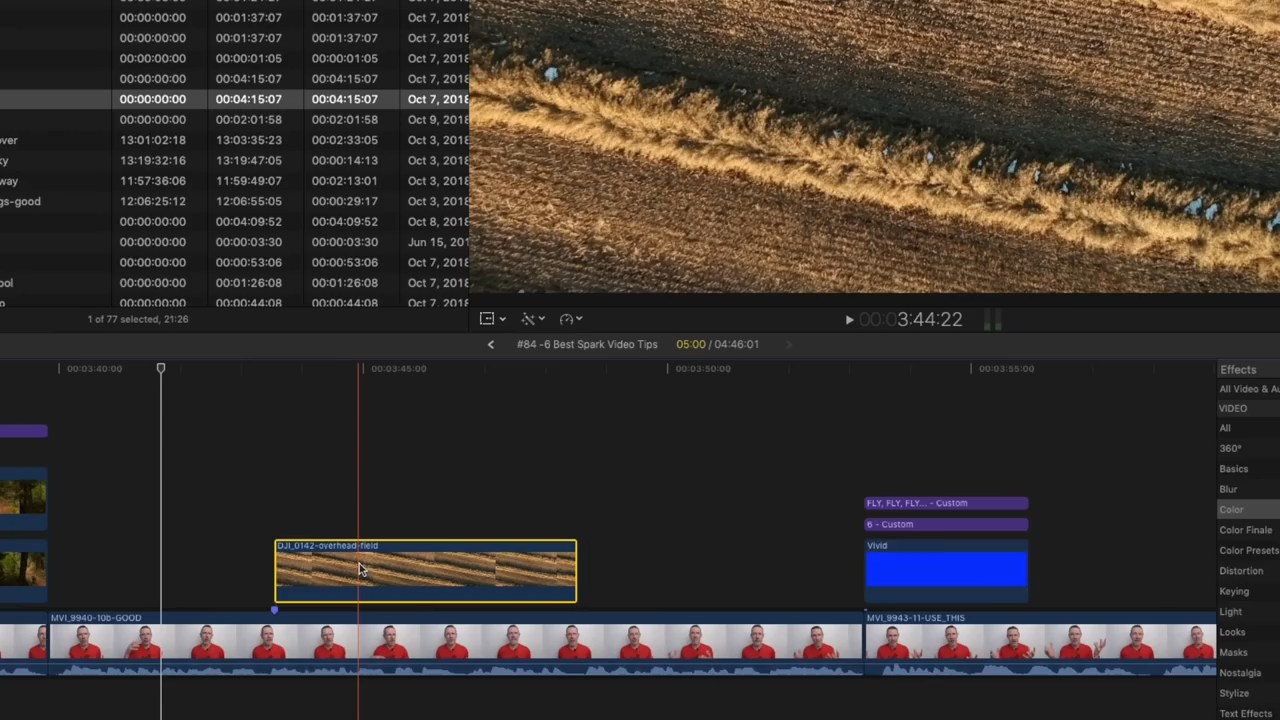 00:00:00:00 00:01:37:07 00:01:37:07 Oct 7, 2018
00:00:00:00 00:01:37:07 00:01:37:07 Oct 7, 2018
00:00:00:00 00:00:01:05 00:00:01:05 Oct 7, 2018
00:00:00:00 00:04:15:07 00:04:15:07 Oct 7, 2018
00:00:00:00 00:04:15:07 00:04:15:07 Oct 7, 2018
00:00:00:00 00:02:01:58 00:02:01:58 Oct 9, 2018
over 13:01:02:18 13:03:35:23 00:02:33:05 Oct 3, 2018
ky 13:19:32:16 13:19:47:05 00:00:14:13 Oct 3, 2018
way 11:57:36:06 11:59:49:07 00:02:13:01 Oct 3, 2018
gs-good 12:06:25:12 12:06:55:05 00:00:29:17 Oct 3, 2018
00:00:00:00 00:04:09:52 00:04:09:52 Oct 8, 2018
00:00:00:00 00:00:03:30 00:00:03:30 Jun 15, 201
00:00:00:00 00:00:53:06 00:00:53:06 Oct 7, 2018
ool 00:00:00:00 00:01:26:08 00:01:26:08 Oct 7, 2018
o 00:00:00:00 00:00:44:08 00:00:44:08 Oct 7, 2018
1 of 77 selected, 21:26
00:003:44:22
#84 -6 Best Spark Video Tips 05:00 / 04:46:01
00:03:40:00 00:03:45:00 00:03:50:00 00:03:55:00
FLY, FLY, FLY... - Custom
6 - Custom
DJI_0142-overhead-field
Vivid
MVI_9940-10b-GOOD
MVI_9943-11-USE_THIS
Effects
All Video & Au
VIDEO
All
360°
Basics
Blur
Color
Color Finale
Color Presets
Distortion
Keying
Light
Looks
Masks
Nostalgia
Stylize
Text Effects